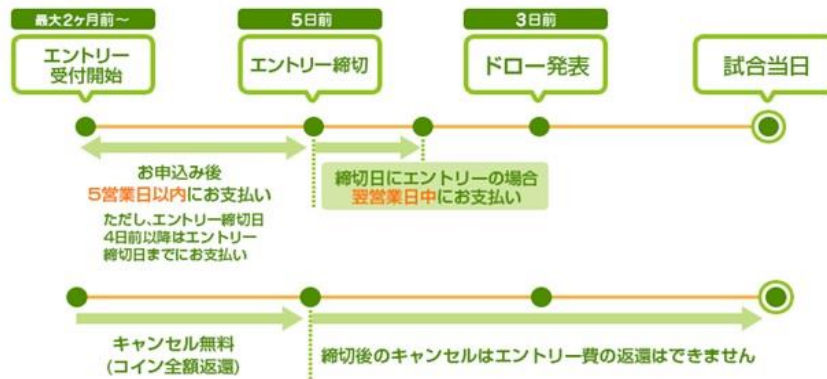 最大2ヶ月前～
エントリー
受付開始
5日前
エントリー締切
3日前
ドロー発表
試合当日
お申込み後
5営業日以内にお支払い
ただし、エントリー締切日
4日前以降はエントリー
締切日までにお支払い
締切日にエントリーの場合
翌営業日中にお支払い
キャンセル無料
(コイン全額返還)
締切後のキャンセルはエントリー費の返還はできません